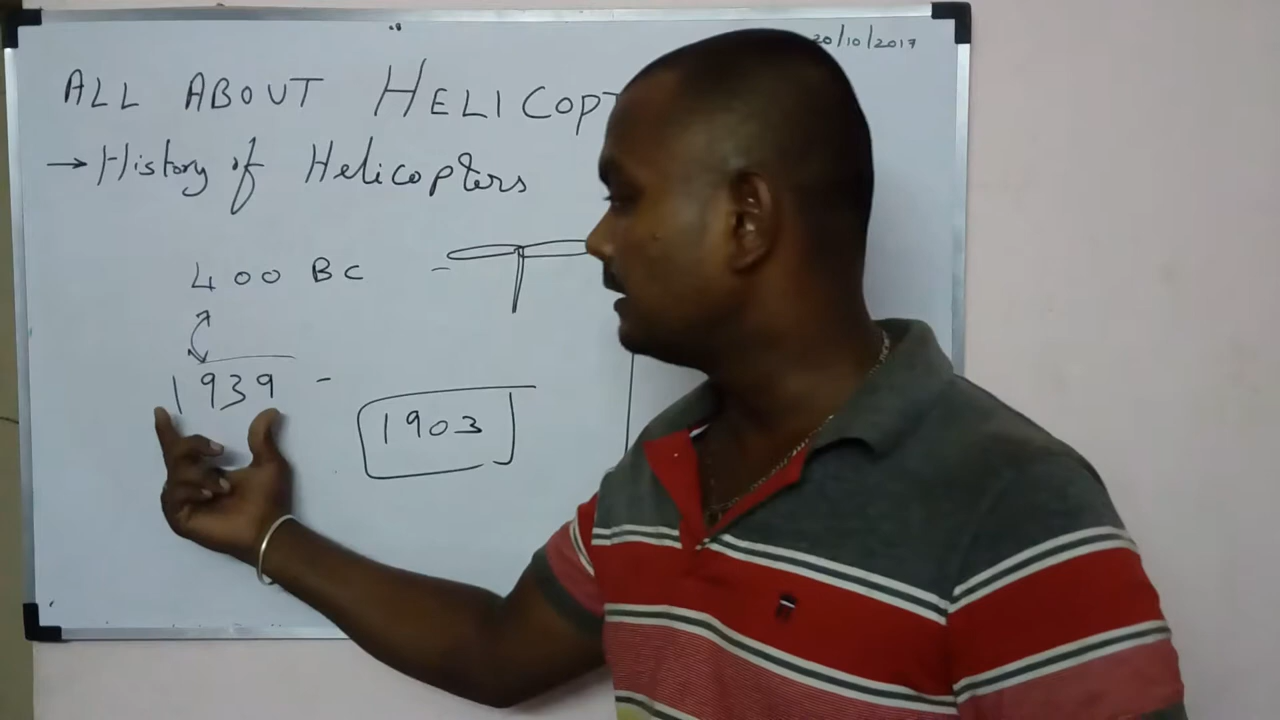 20/10/2017
ALL ABOUT HELICOPT
→ History of Helicopters
400 BC -
1939 -
1903